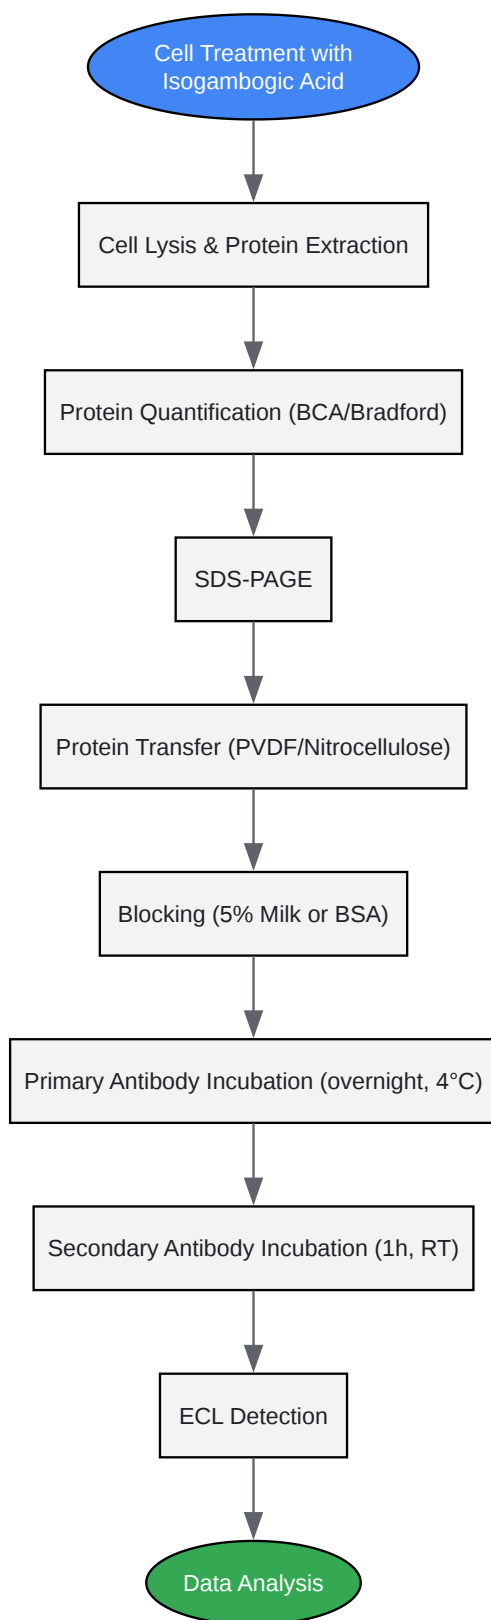 Cell Treatment with
Isogambogic Acid
Cell Lysis & Protein Extraction
Protein Quantification (BCA/Bradford)
SDS-PAGE
Protein Transfer (PVDF/Nitrocellulose)
Blocking (5% Milk or BSA)
Primary Antibody Incubation (overnight, 4°C)
Secondary Antibody Incubation (1h, RT)
ECL Detection
Data Analysis